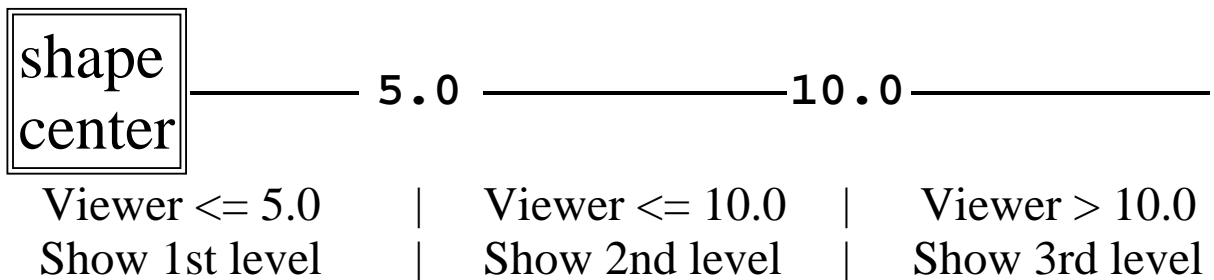 shape
center
5.0 10.0
Viewer <= 5.0 | Viewer <= 10.0 | Viewer > 10.0
Show 1st level | Show 2nd level | Show 3rd level